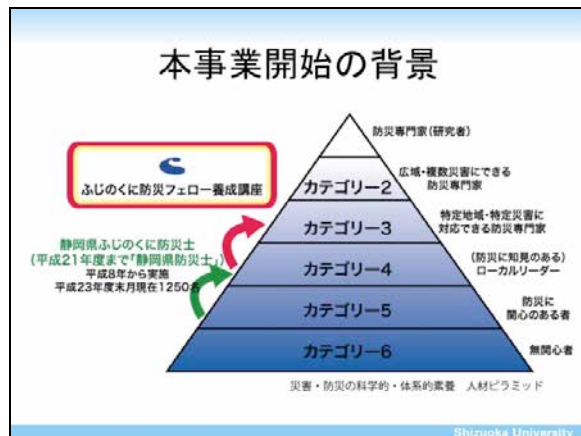 本事業開始の背景
ふじのくに防災フェロー養成講座
静岡県ふじのくに防災士
(平成21年度まで「静岡県防災士」)
平成8年から実施
平成23年度末月現在1250名
防災専門家(研究者)
カテゴリー2
広域・複数災害にできる
防災専門家
カテゴリー3
特定地域・特定災害に
対応できる防災専門家
カテゴリー4
(防災に知見のある)
ローカルリーダー
カテゴリー5
防災に
関心のある者
カテゴリー6
無関心者
災害・防災の科学的・体系的素養 人材ピラミッド
Shizuoka University